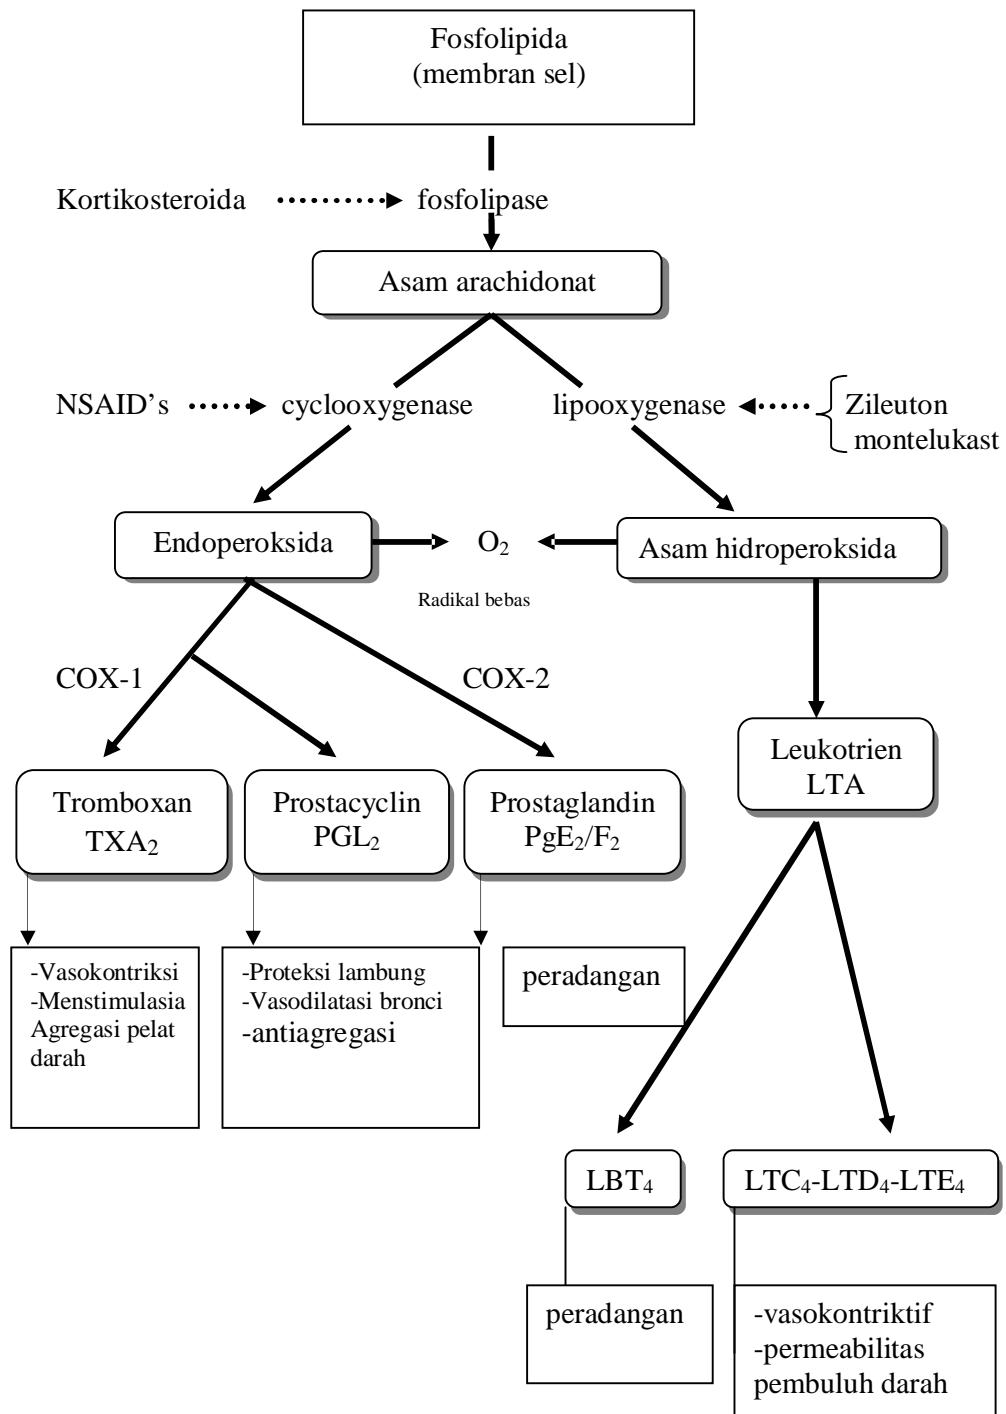 Fosfolipida
(membran sel)
Kortikosteroida
fosfolipase
Asam arachidonat
NSAID's
cyclooxygenase
lipooxygenase
Zileuton
montelukast
Endoperoksida
O₂
Asam hidroperoksida
Radikal bebas
COX-1
COX-2
Leukotrien
LTA
Tromboxan
TXA₂
Prostacyclin
PGL₂
Prostaglandin
PgE₂/F₂
-Vasokontriksi
-Menstimulasia
Agregasi pelat
darah
-Proteksi lambung
-Vasodilatasi bronci
-antiagregasi
peradangan
LBT₄
LTC₄-LTD₄-LTE₄
peradangan
-vasokontriktif
-permeabilitas
pembuluh darah